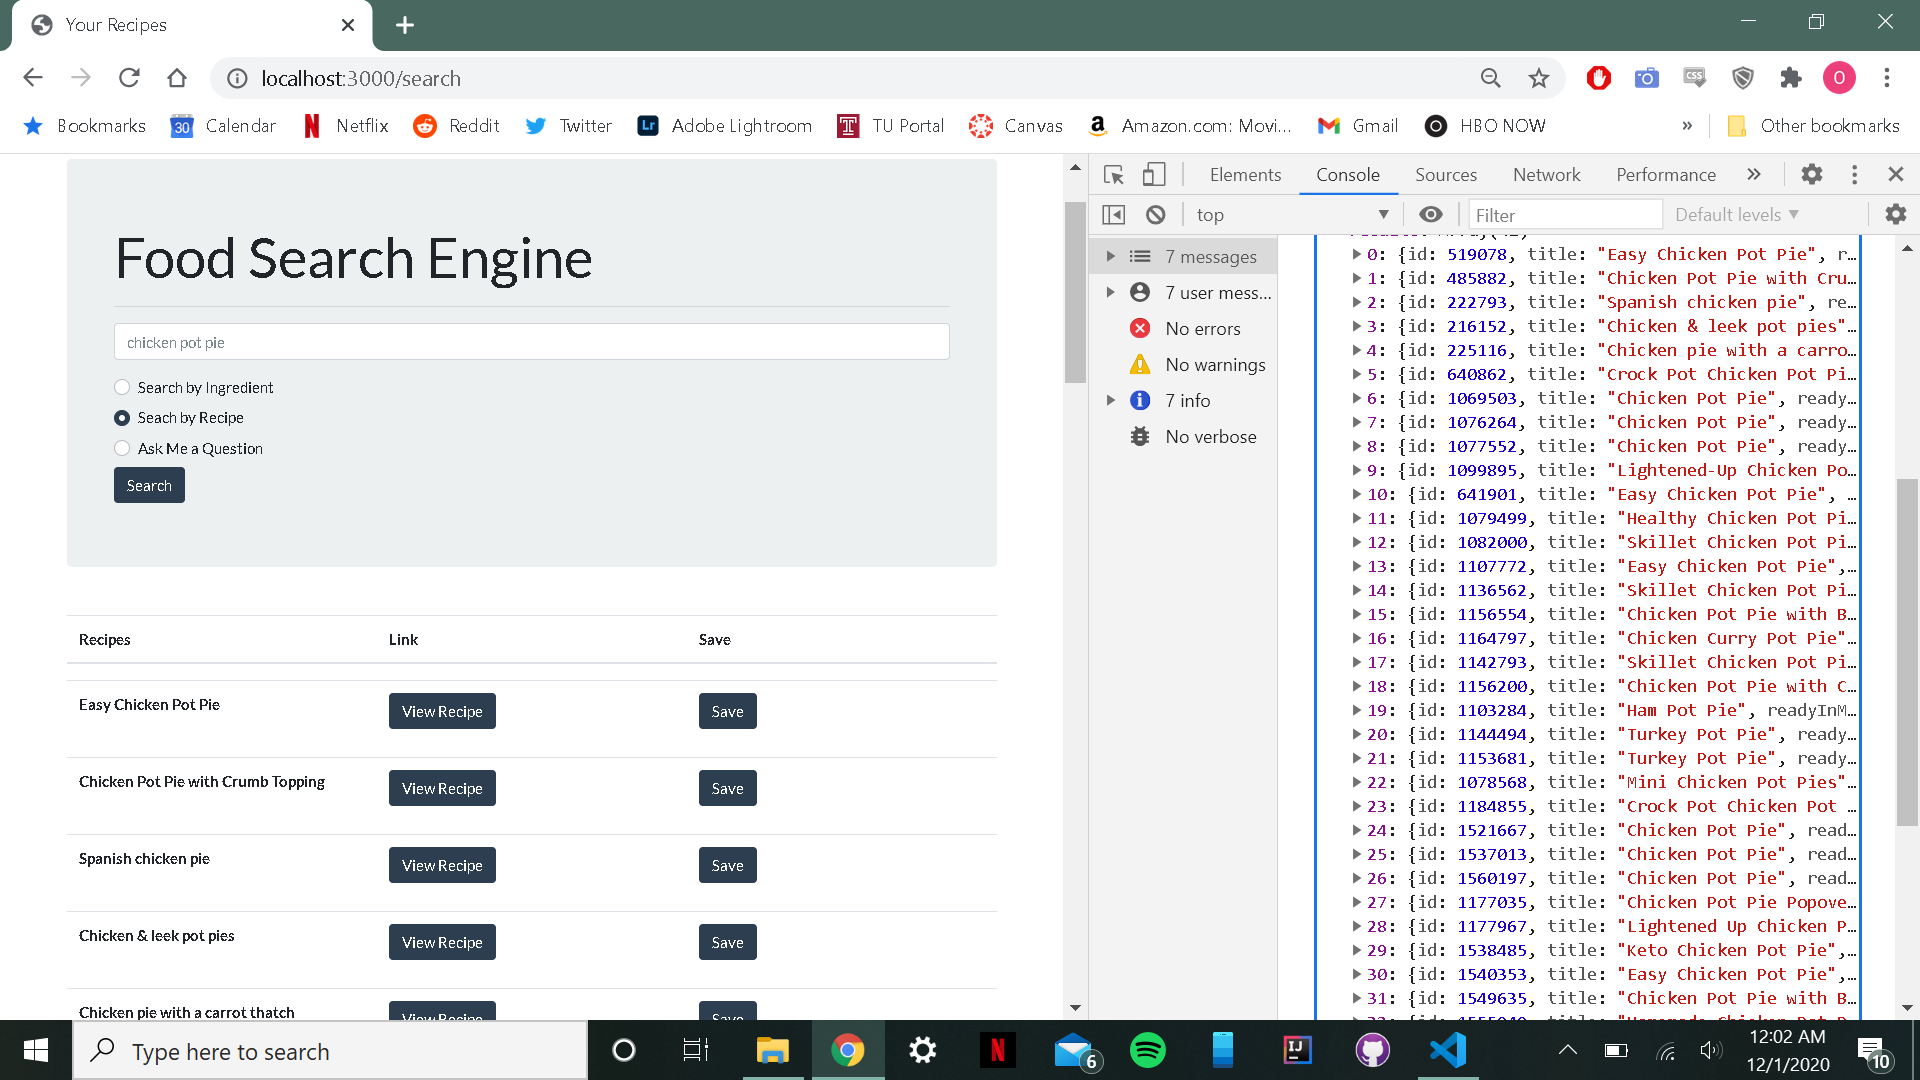 Your Recipes
localhost:3000/search
Bookmarks
30 Calendar
Netflix
Reddit
Twitter
Lr Adobe Lightroom
T TU Portal
Canvas
a Amazon.com: Movi...
Gmail
HBO NOW
»
Other bookmarks
CSS
O
Food Search Engine
chicken pot pie
Search by Ingredient
Seach by Recipe
Ask Me a Question
Search
Recipes Link Save
Easy Chicken Pot Pie View Recipe Save
Chicken Pot Pie with Crumb Topping View Recipe Save
Spanish chicken pie View Recipe Save
Chicken & leek pot pies View Recipe Save
Chicken pie with a carrot thatch View Recipe Save
Elements Console Sources Network Performance »
top Filter Default levels
7 messages
7 user mess...
No errors
No warnings
7 info
No verbose
0: {id: 519078, title: "Easy Chicken Pot Pie", r…
1: {id: 485882, title: "Chicken Pot Pie with Cru…
2: {id: 222793, title: "Spanish chicken pie", re…
3: {id: 216152, title: "Chicken & leek pot pies"…
4: {id: 225116, title: "Chicken pie with a carro…
5: {id: 640862, title: "Crock Pot Chicken Pot Pi…
6: {id: 1069503, title: "Chicken Pot Pie", ready…
7: {id: 1076264, title: "Chicken Pot Pie", ready…
8: {id: 1077552, title: "Chicken Pot Pie", ready…
9: {id: 1099895, title: "Lightened-Up Chicken Po…
10: {id: 641901, title: "Easy Chicken Pot Pie", …
11: {id: 1079499, title: "Healthy Chicken Pot Pi…
12: {id: 1082000, title: "Skillet Chicken Pot Pi…
13: {id: 1107772, title: "Easy Chicken Pot Pie",…
14: {id: 1136562, title: "Skillet Chicken Pot Pi…
15: {id: 1156554, title: "Chicken Pot Pie with B…
16: {id: 1164797, title: "Chicken Curry Pot Pie"…
17: {id: 1142793, title: "Skillet Chicken Pot Pi…
18: {id: 1156200, title: "Chicken Pot Pie with C…
19: {id: 1103284, title: "Ham Pot Pie", readyInM…
20: {id: 1144494, title: "Turkey Pot Pie", ready…
21: {id: 1153681, title: "Turkey Pot Pie", ready…
22: {id: 1078568, title: "Mini Chicken Pot Pies"…
23: {id: 1184855, title: "Crock Pot Chicken Pot …
24: {id: 1521667, title: "Chicken Pot Pie", read…
25: {id: 1537013, title: "Chicken Pot Pie", read…
26: {id: 1560197, title: "Chicken Pot Pie", read…
27: {id: 1177035, title: "Chicken Pot Pie Popove…
28: {id: 1177967, title: "Lightened Up Chicken P…
29: {id: 1538485, title: "Keto Chicken Pot Pie",…
30: {id: 1540353, title: "Easy Chicken Pot Pie",…
31: {id: 1549635, title: "Chicken Pot Pie with B…
Type here to search
N
6
IJ
12:02 AM
12/1/2020
10